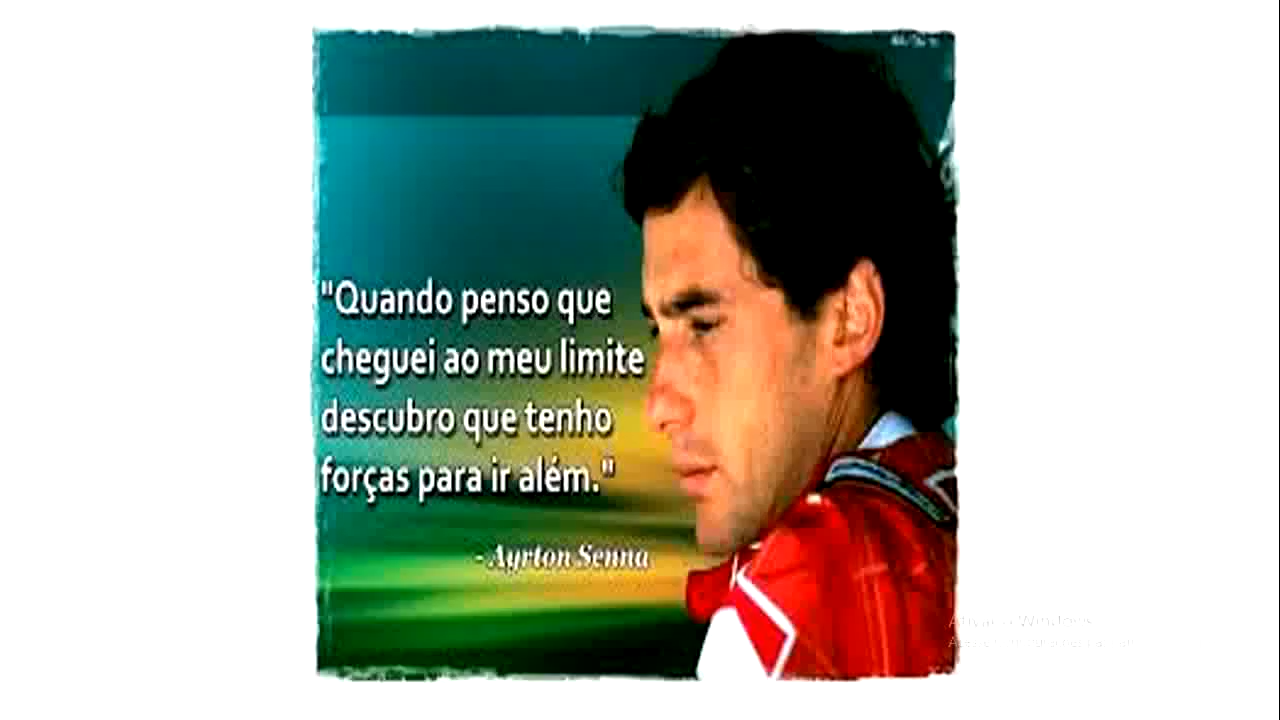 "Quando penso que
cheguei ao meu limite
descubro que tenho
forças para ir além."
- Ayrton Senna